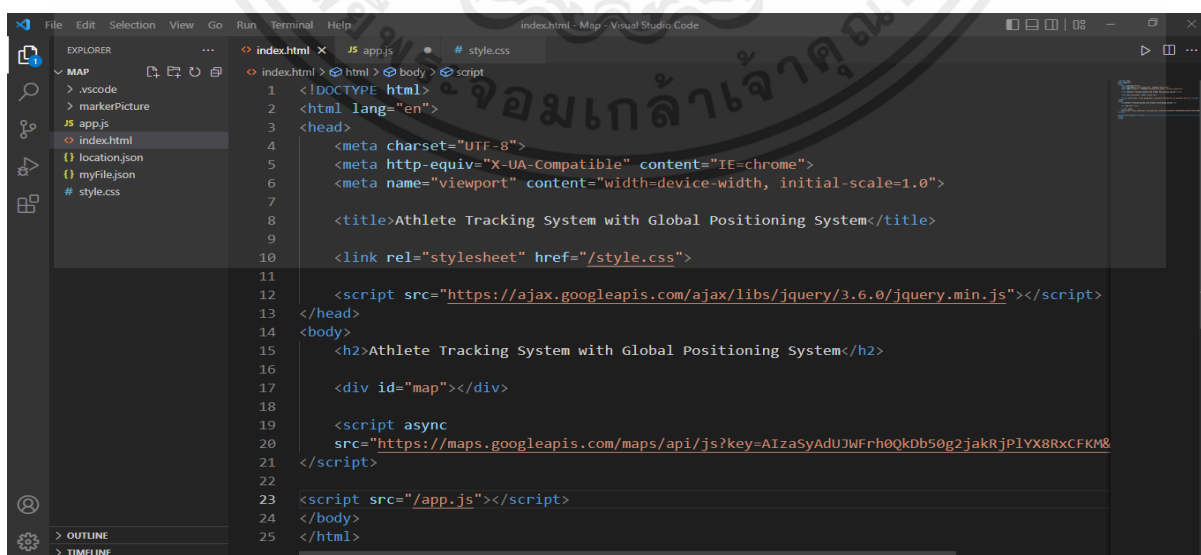 File Edit Selection View Go Run Terminal Help
index.html - Map - Visual Studio Code
EXPLORER
index.html
JS app.js
# style.css
1
MAP
index.html > html > body > script
> .vscode
> markerPicture
JS app.js
<> index.html
{} location.json
{} myFile.json
# style.css
1 <!DOCTYPE html>
2 <html lang="en">
3 <head>
4 <meta charset="UTF-8">
5 <meta http-equiv="X-UA-Compatible" content="IE=chrome">
6 <meta name="viewport" content="width=device-width, initial-scale=1.0">
7
8 <title>Athlete Tracking System with Global Positioning System</title>
9
10 <link rel="stylesheet" href="/style.css">
11
12 <script src="https://ajax.googleapis.com/ajax/libs/jquery/3.6.0/jquery.min.js"></script>
13 </head>
14 <body>
15 <h2>Athlete Tracking System with Global Positioning System</h2>
16
17 <div id="map"></div>
18
19 <script async
20 src="https://maps.googleapis.com/maps/api/js?key=AIzaSyAdUJWFrh0QkDb50g2jakRjPlYX8RxCFKM&
21 </script>
22
23 <script src="/app.js"></script>
24 </body>
25 </html>
> OUTLINE
> TIMELINE
พระจอมเกล้าเจ้าคุณ